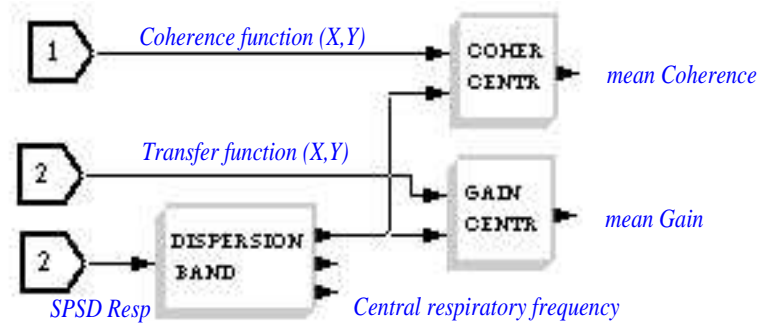 1
Coherence function (X,Y)
COHER
CENTR
mean Coherence
2
Transfer function (X,Y)
GAIN
CENTR
mean Gain
2
DISPERSION
BAND
SPSD Resp
Central respiratory frequency